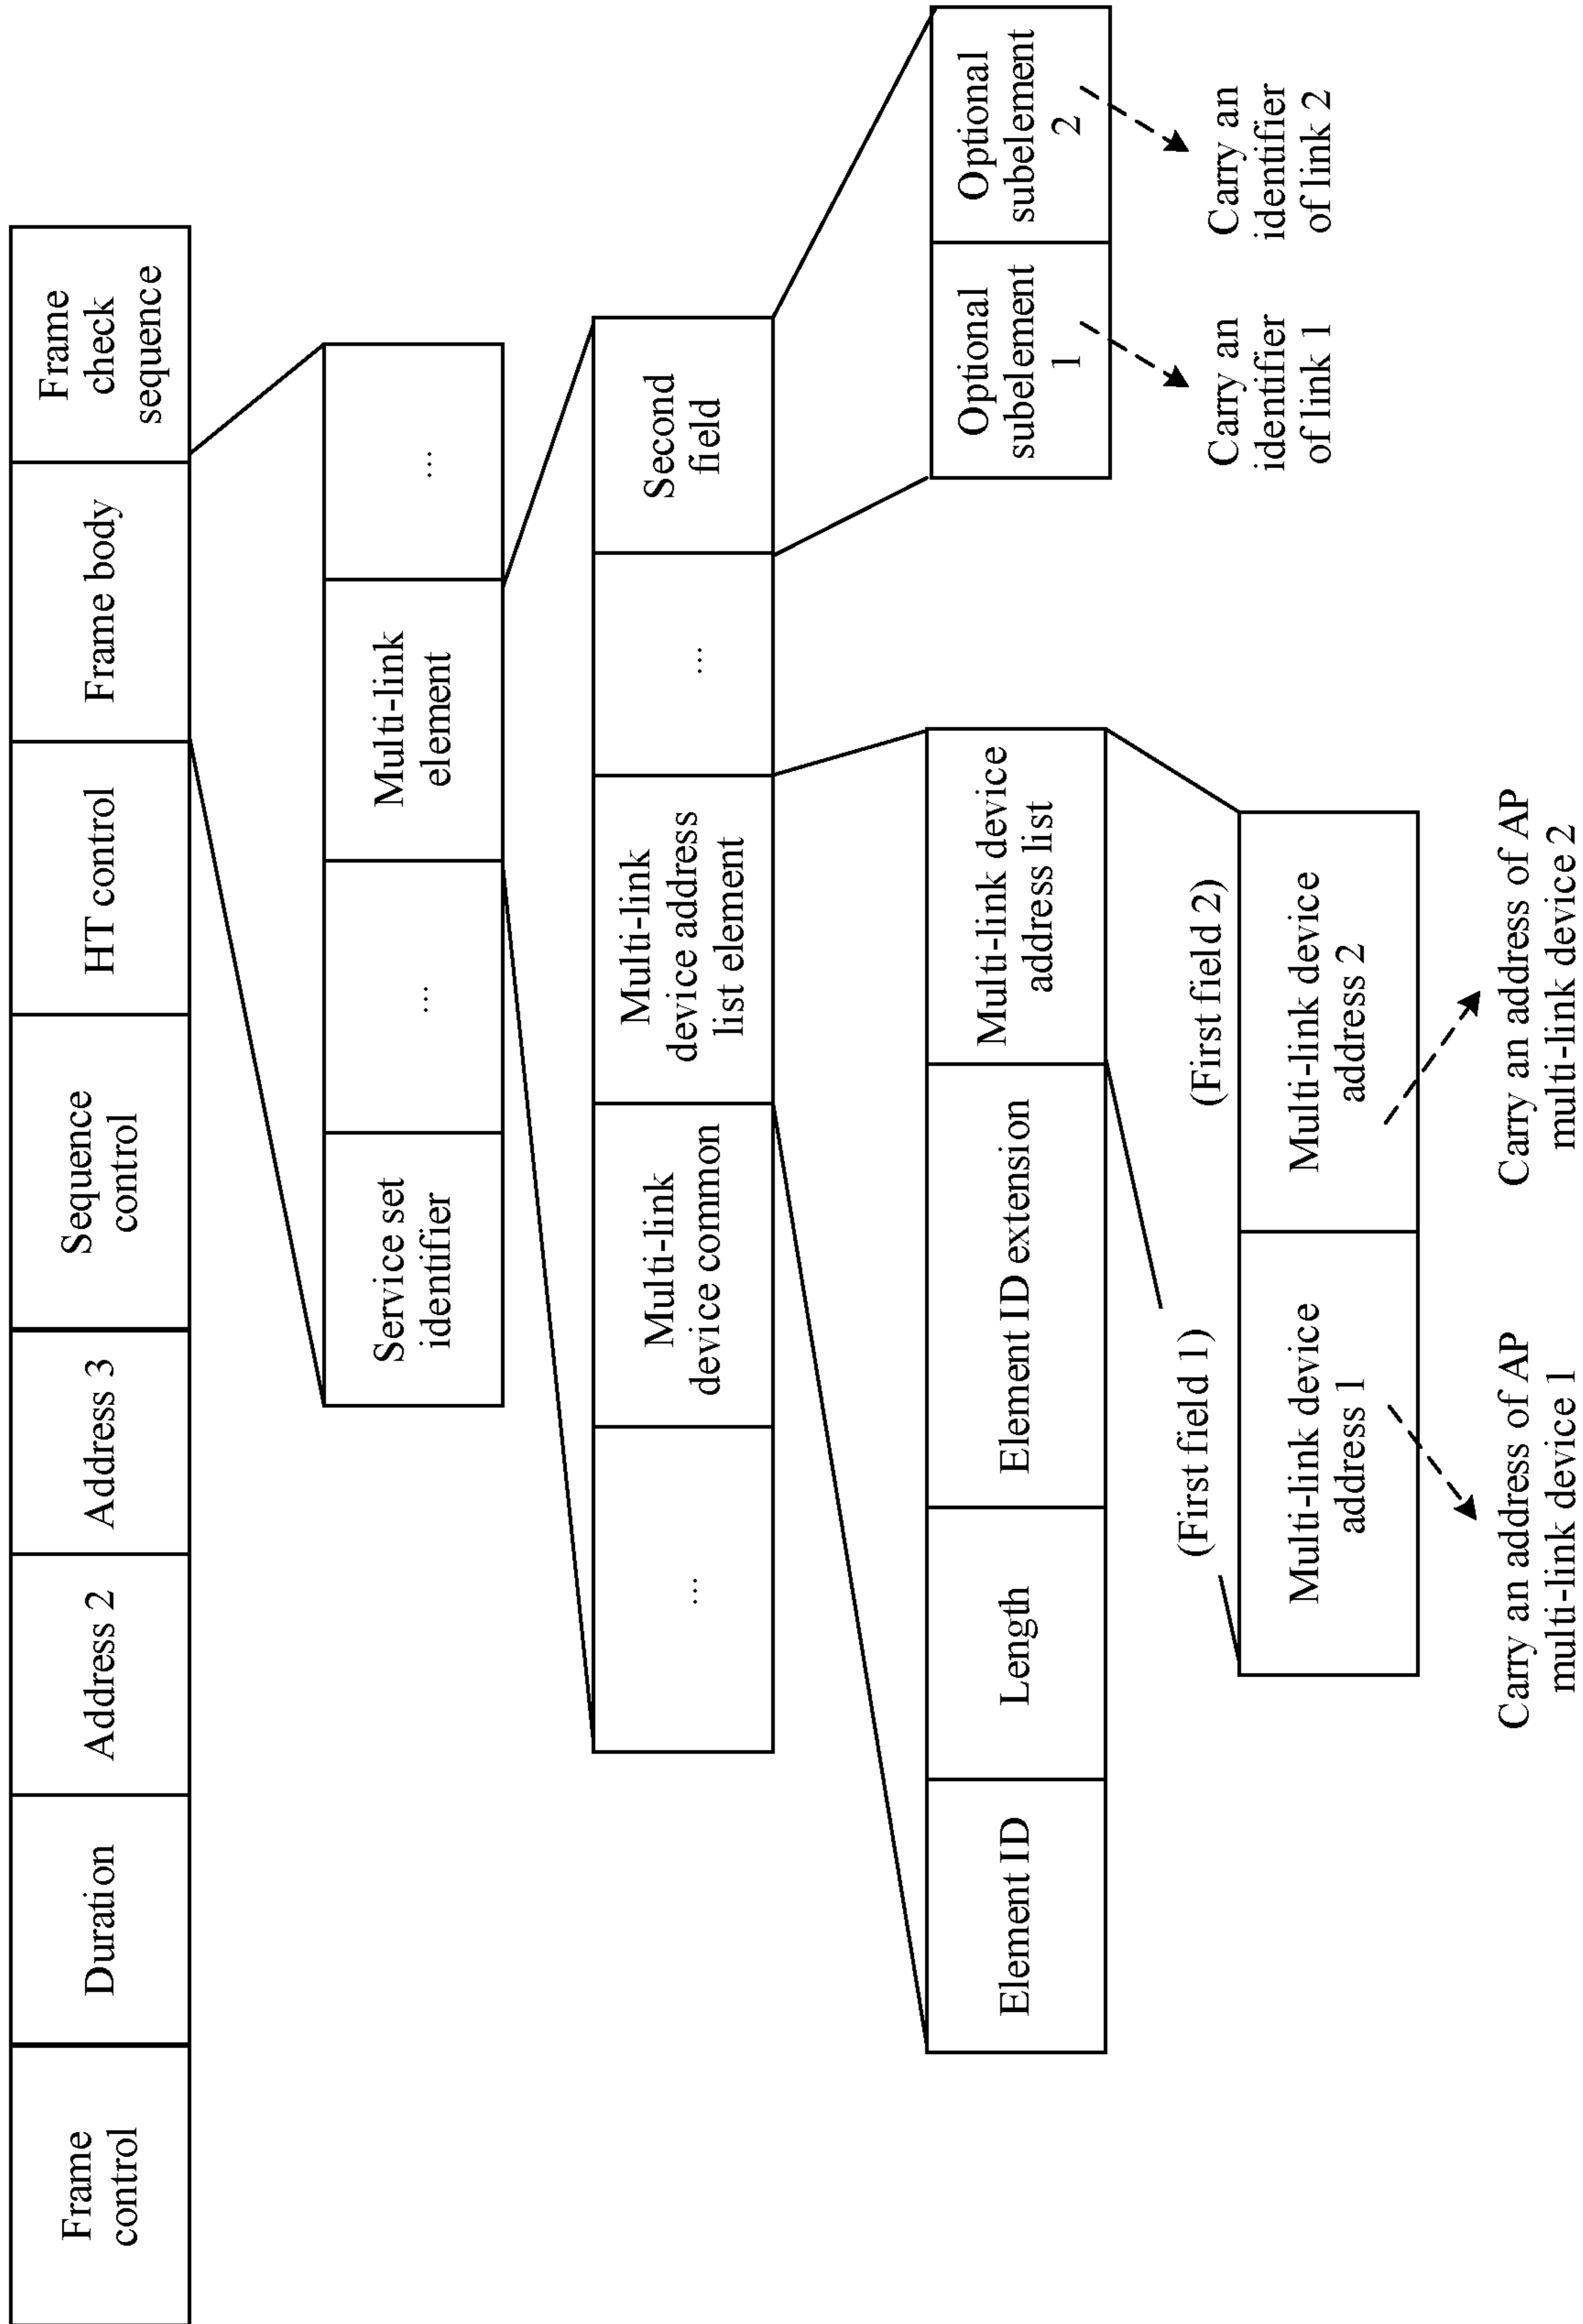 Frame
control
Duration
Address 2
Address 3
Sequence
control
HT control
Frame body
Frame
check
sequence
Service set
identifier
...
Multi-link
element
...
...
Multi-link
device common
Multi-link
device address
list element
...
Second
field
Element ID
Length
Element ID extension
Multi-link device
address list
Optional
subelement
1
Optional
subelement
2
Carry an
identifier
of link 1
Carry an
identifier
of link 2
(First field 1)
(First field 2)
Multi-link device
address 1
Multi-link device
address 2
Carry an address of AP
multi-link device 1
Carry an address of AP
multi-link device 2